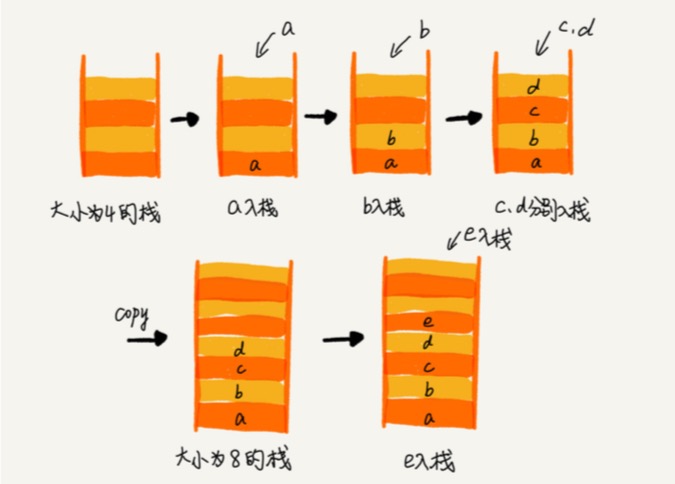 a
b
c.d
d
c
b b
a a a
大小为4的栈
a入栈
b入栈
c.d分别入栈
e入栈
copy
e
d d
c c
b b
a a
大小为8的栈
e入栈